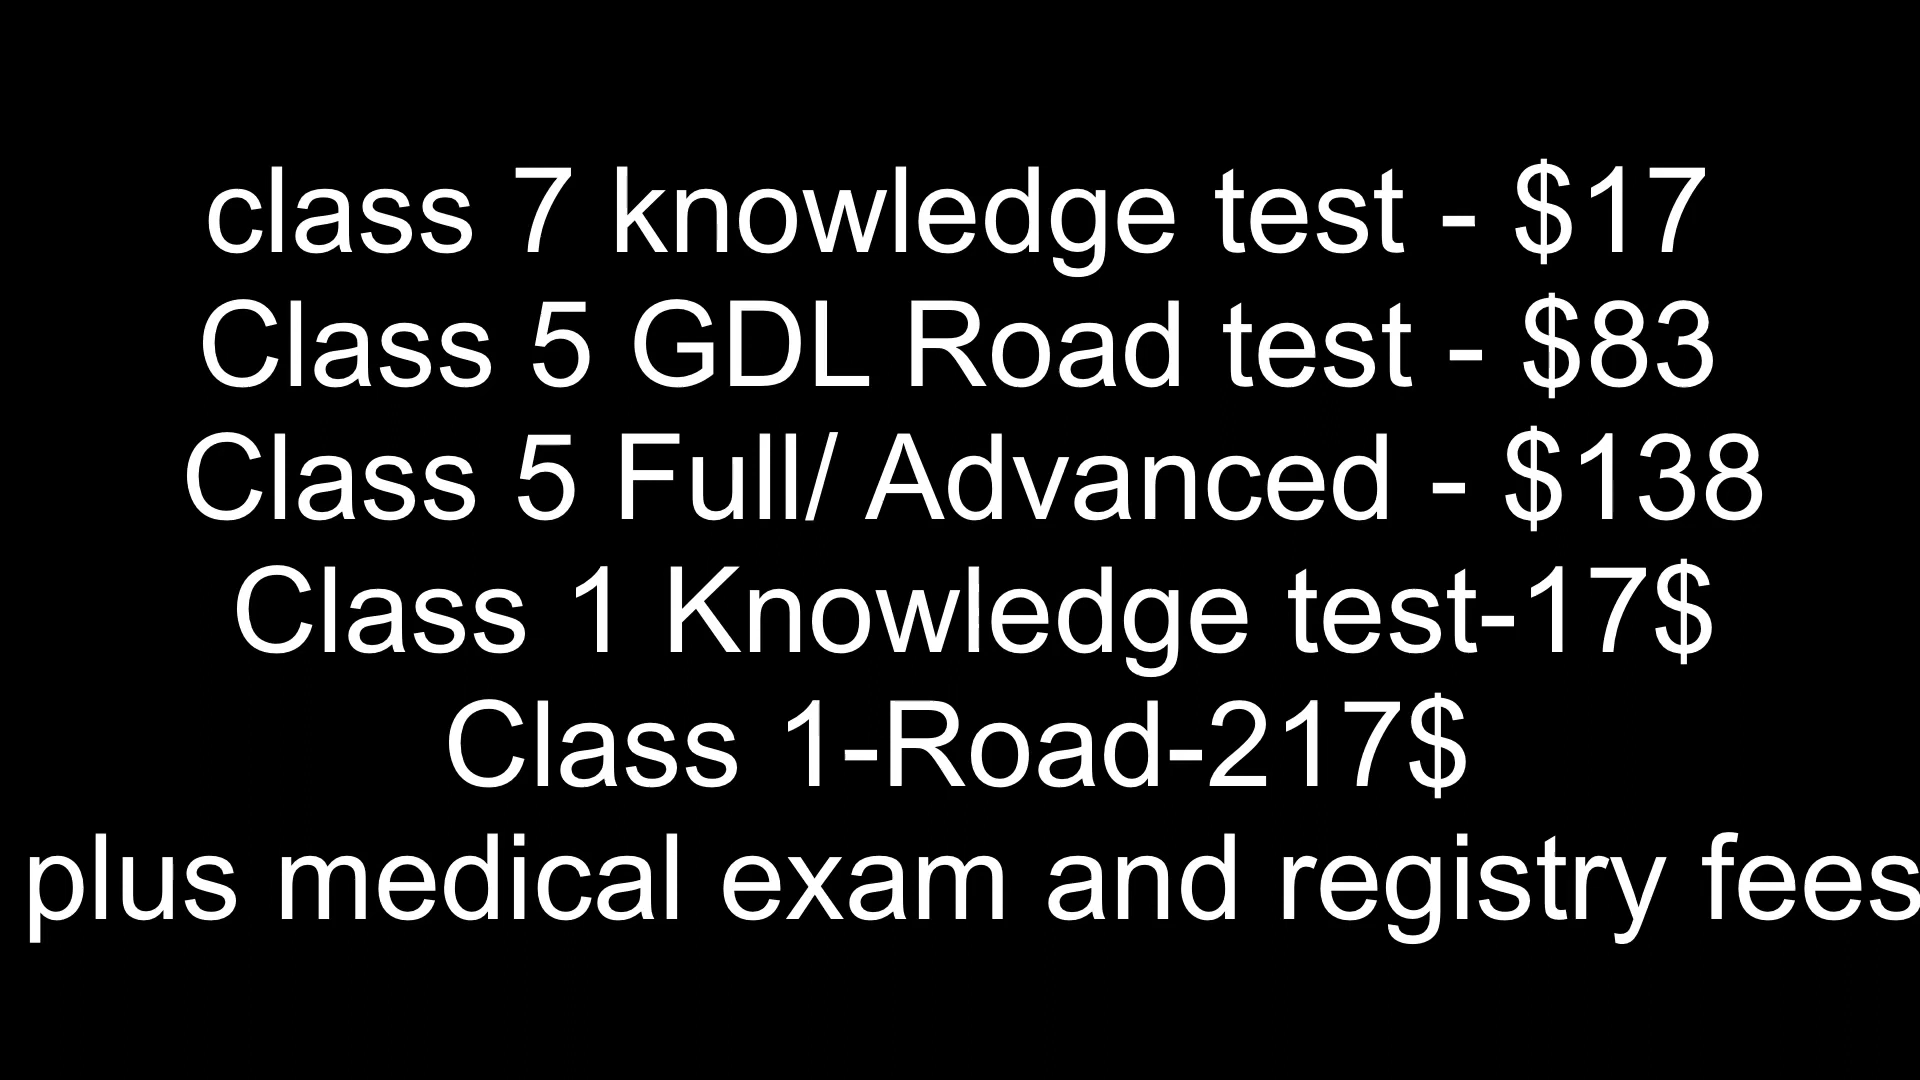 class 7 knowledge test - $17
Class 5 GDL Road test - $83
Class 5 Full/ Advanced - $138
Class 1 Knowledge test-17$
Class 1-Road-217$
plus medical exam and registry fees